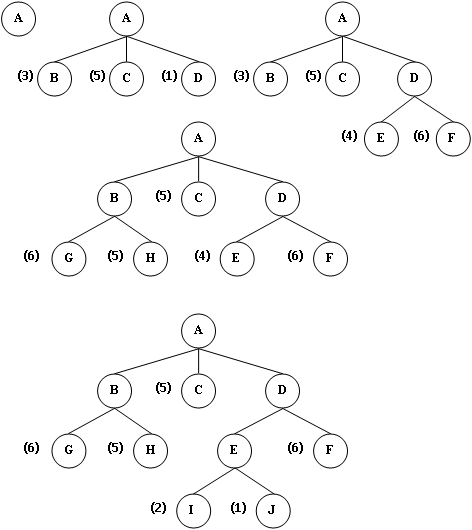 A A A
(3) B (5) C (1) D (3) B (5) C D
(4) E (6) F
A
B (5) C D
(6) G (5) H (4) E (6) F
A
B (5) C D
(6) G (5) H E (6) F
(2) I (1) J